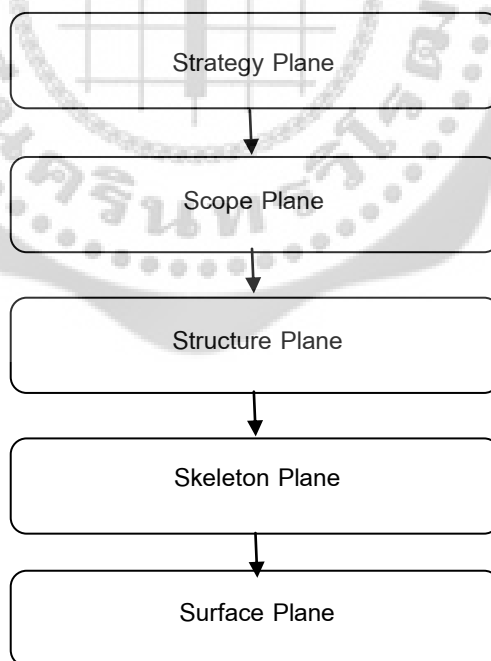 Strategy Plane
Scope Plane
Structure Plane
Skeleton Plane
Surface Plane